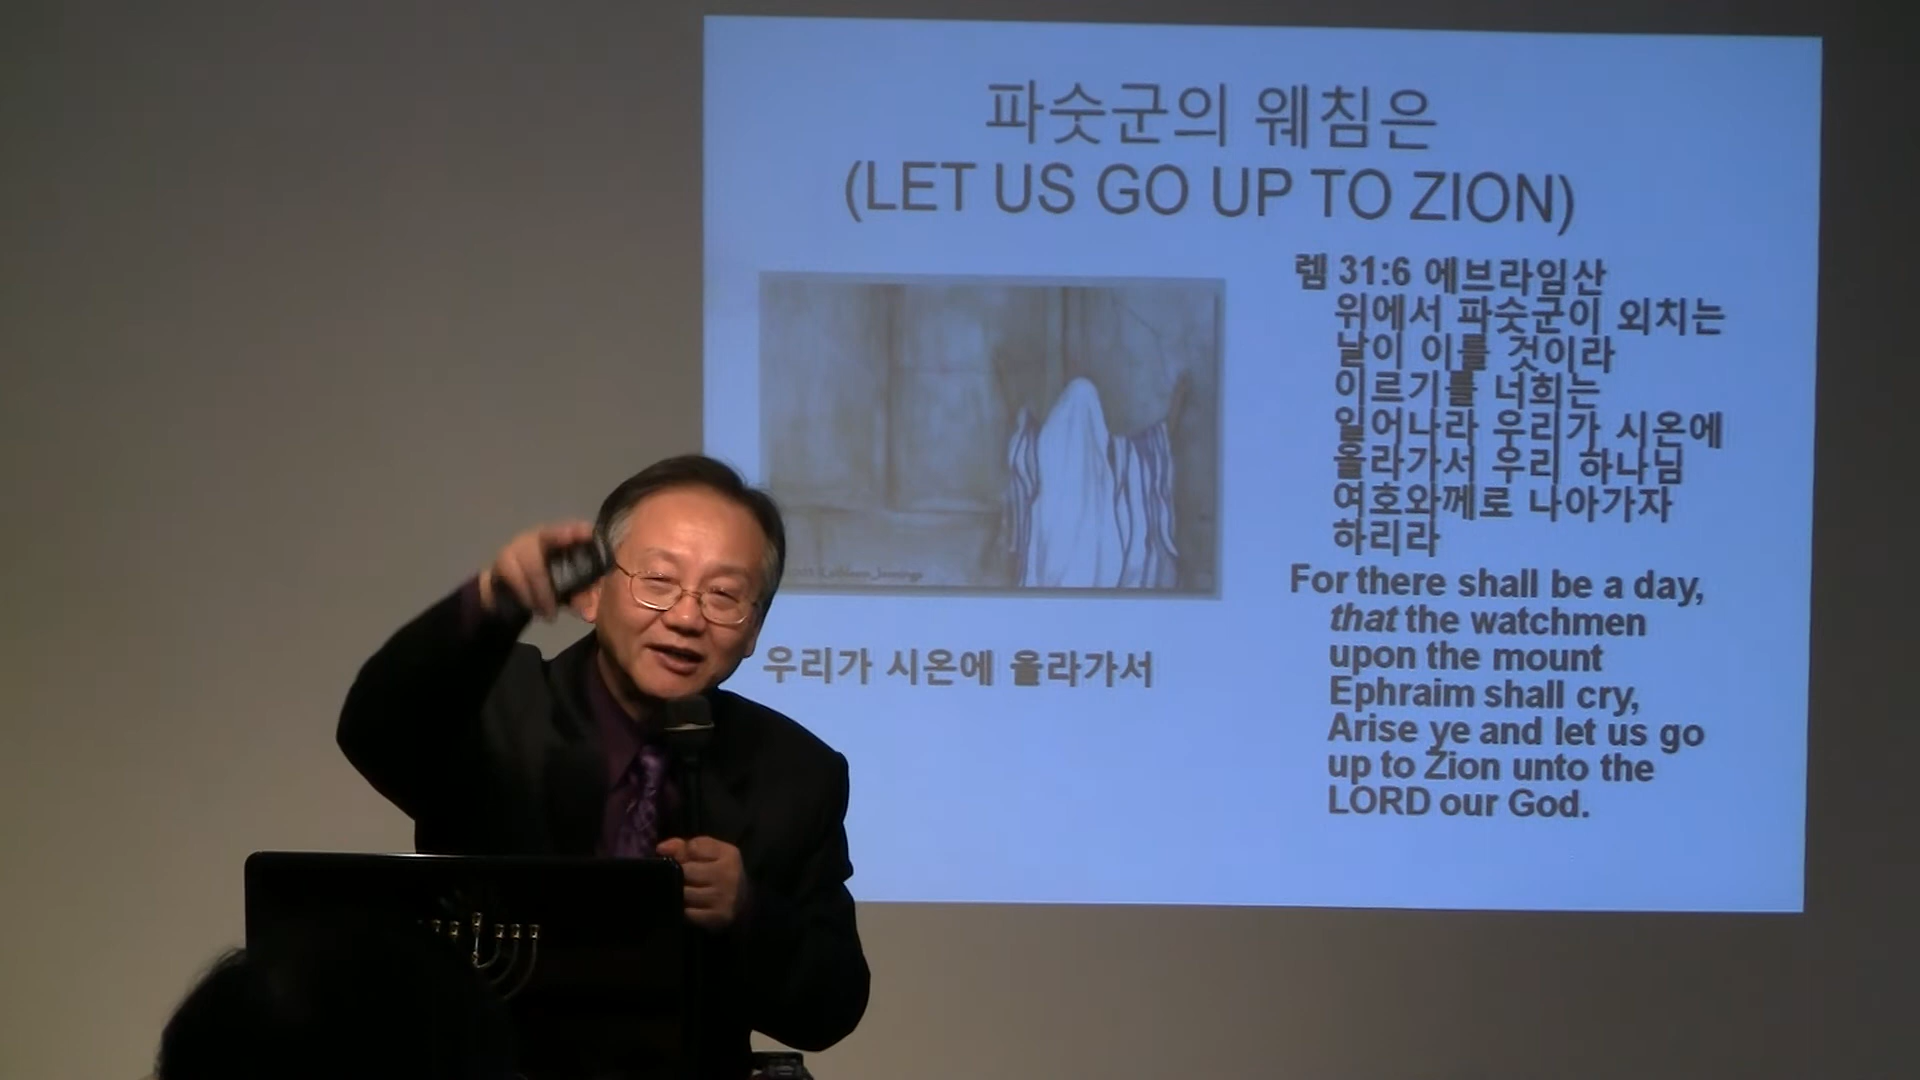 파숫군의 웨침은
(LET US GO UP TO ZION)
렘 31:6 에브라임산
위에서 파숫군이 외치는
날이 이를 것이라
이르기를 너희는
일어나라 우리가 시온에
올라가서 우리 하나님
여호와께로 나아가자
하리라
For there shall be a day,
that the watchmen
upon the mount
Ephraim shall cry,
Arise ye and let us go
up to Zion unto the
LORD our God.
우리가 시온에 올라가서